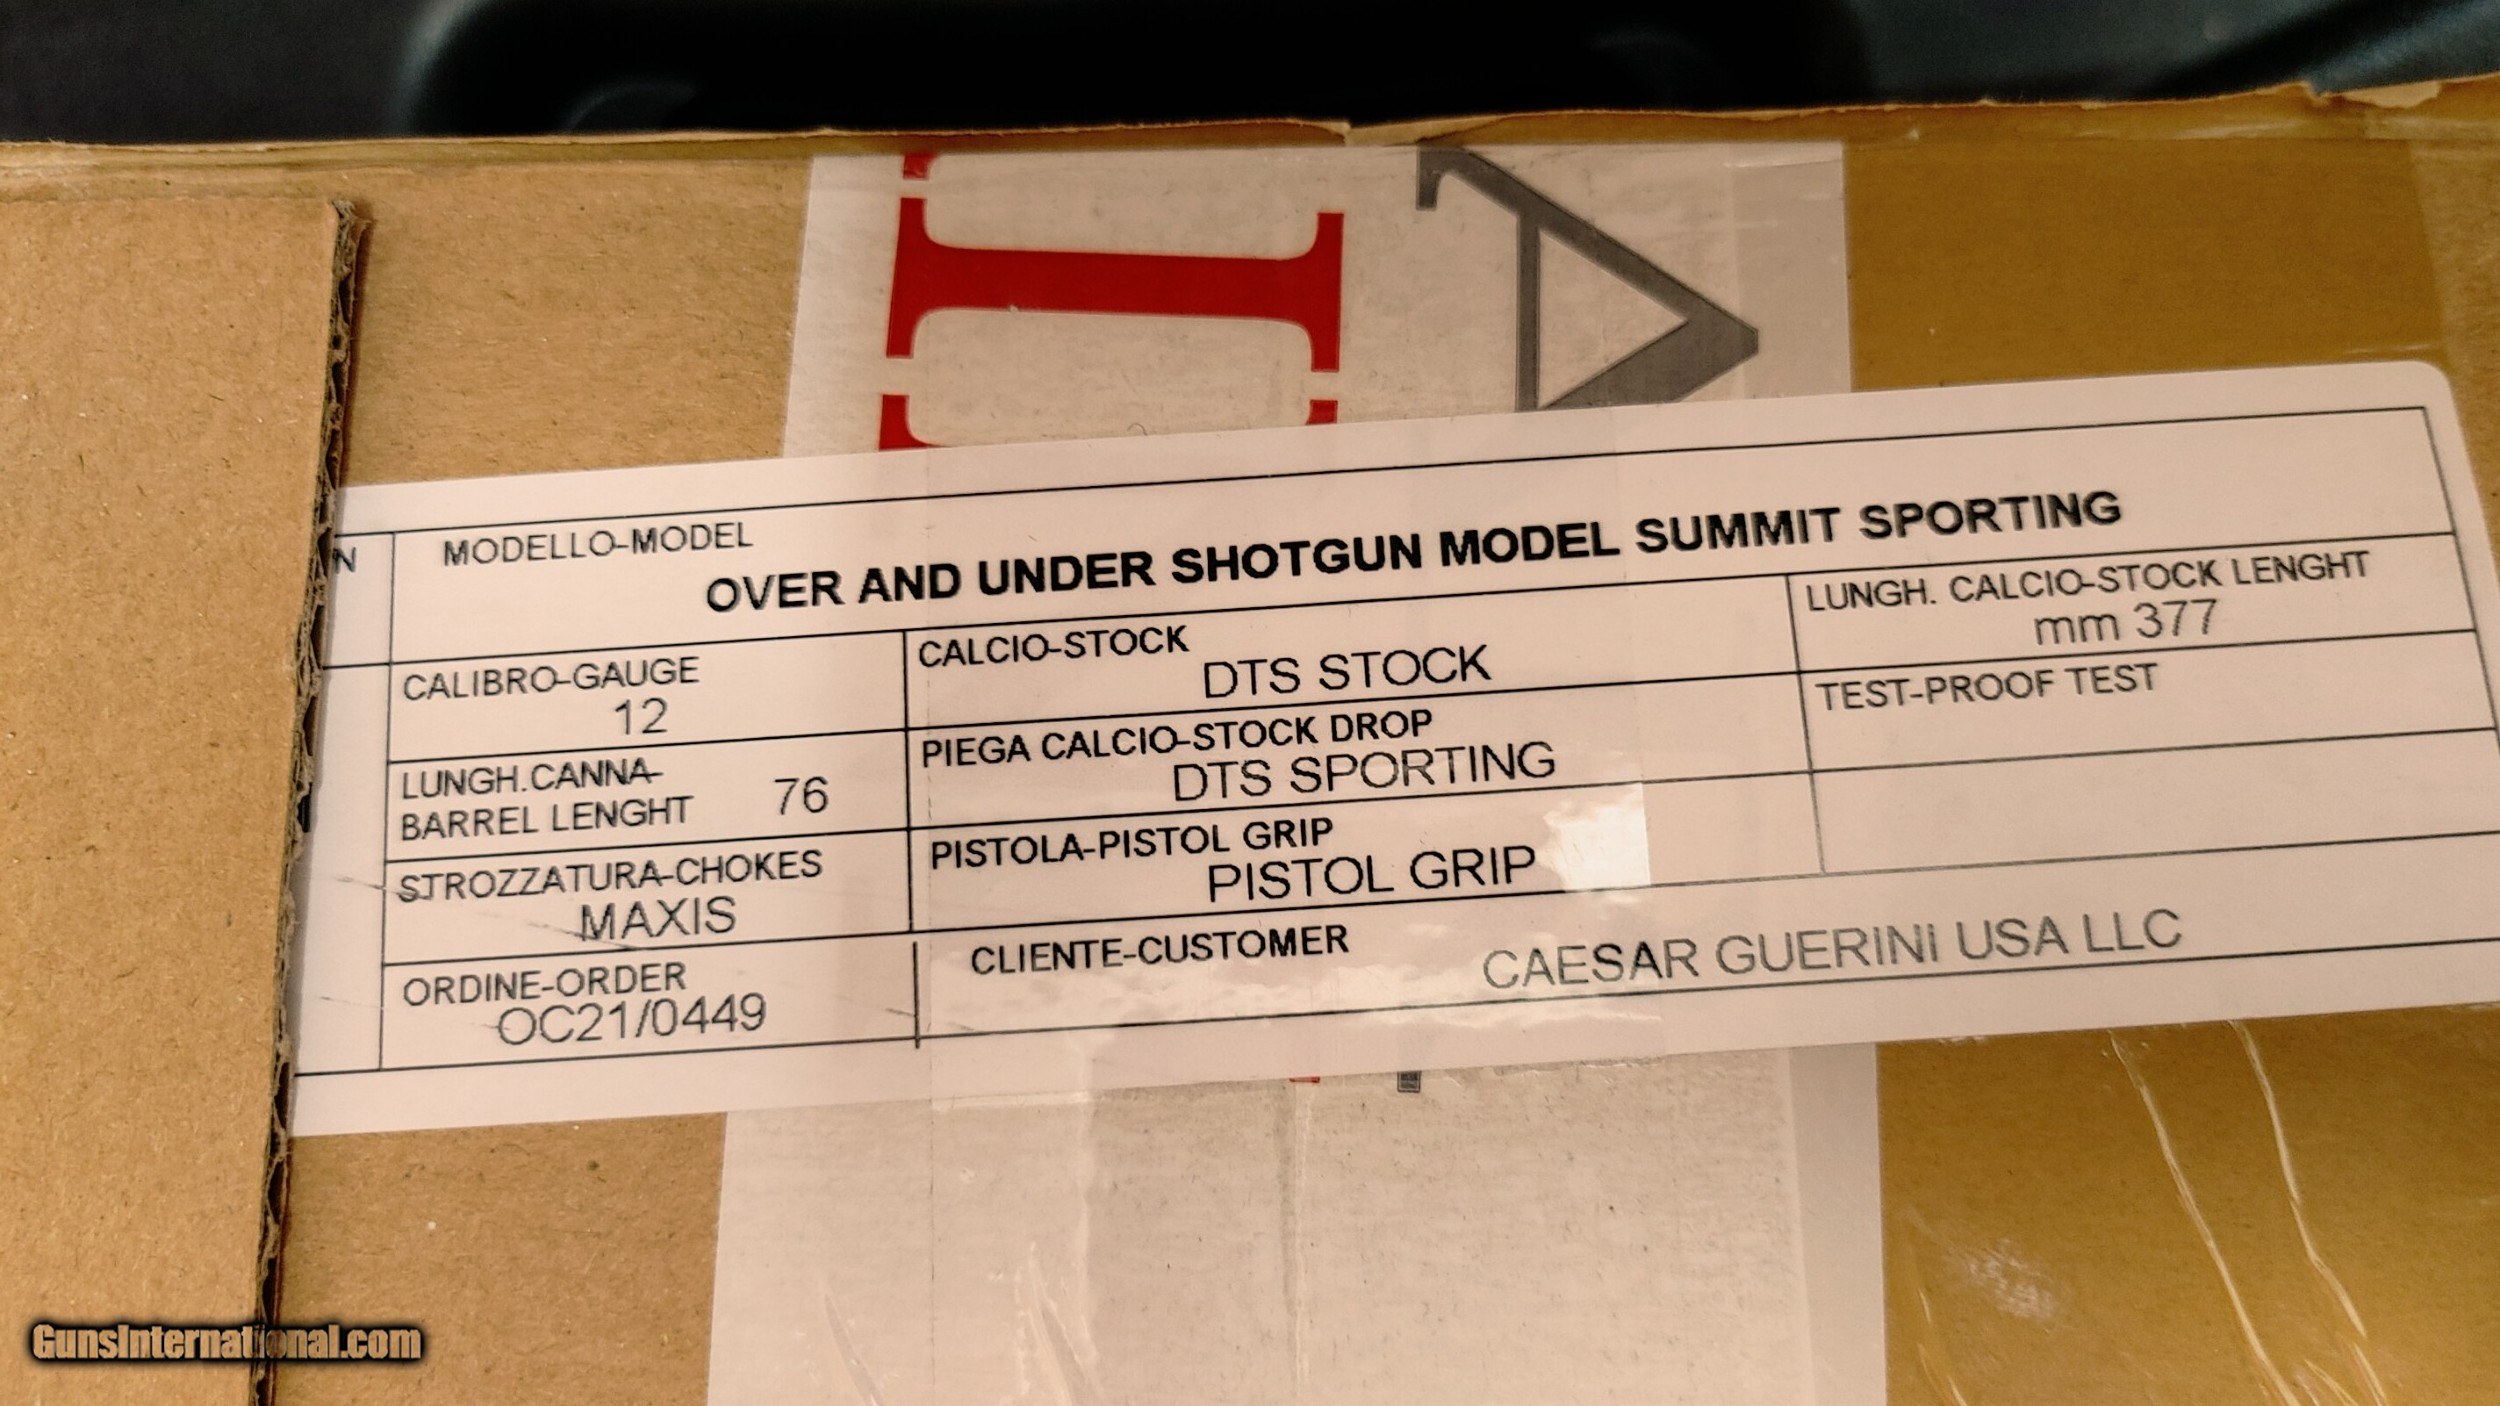 A
N
MODELLO-MODEL
OVER AND UNDER SHOTGUN MODEL SUMMIT SPORTING
CALIBRO-GAUGE
12
CALCIO-STOCK
DTS STOCK
LUNGH. CALCIO-STOCK LENGHT
mm 377
LUNGH.CANNA-
BARREL LENGHT 76
PIEGA CALCIO-STOCK DROP
DTS SPORTING
TEST-PROOF TEST
STROZZATURA-CHOKES
MAXIS
PISTOLA-PISTOL GRIP
PISTOL GRIP
ORDINE-ORDER
OC21/0449
CLIENTE-CUSTOMER
CAESAR GUERINI USA LLC
GunsInternational.com